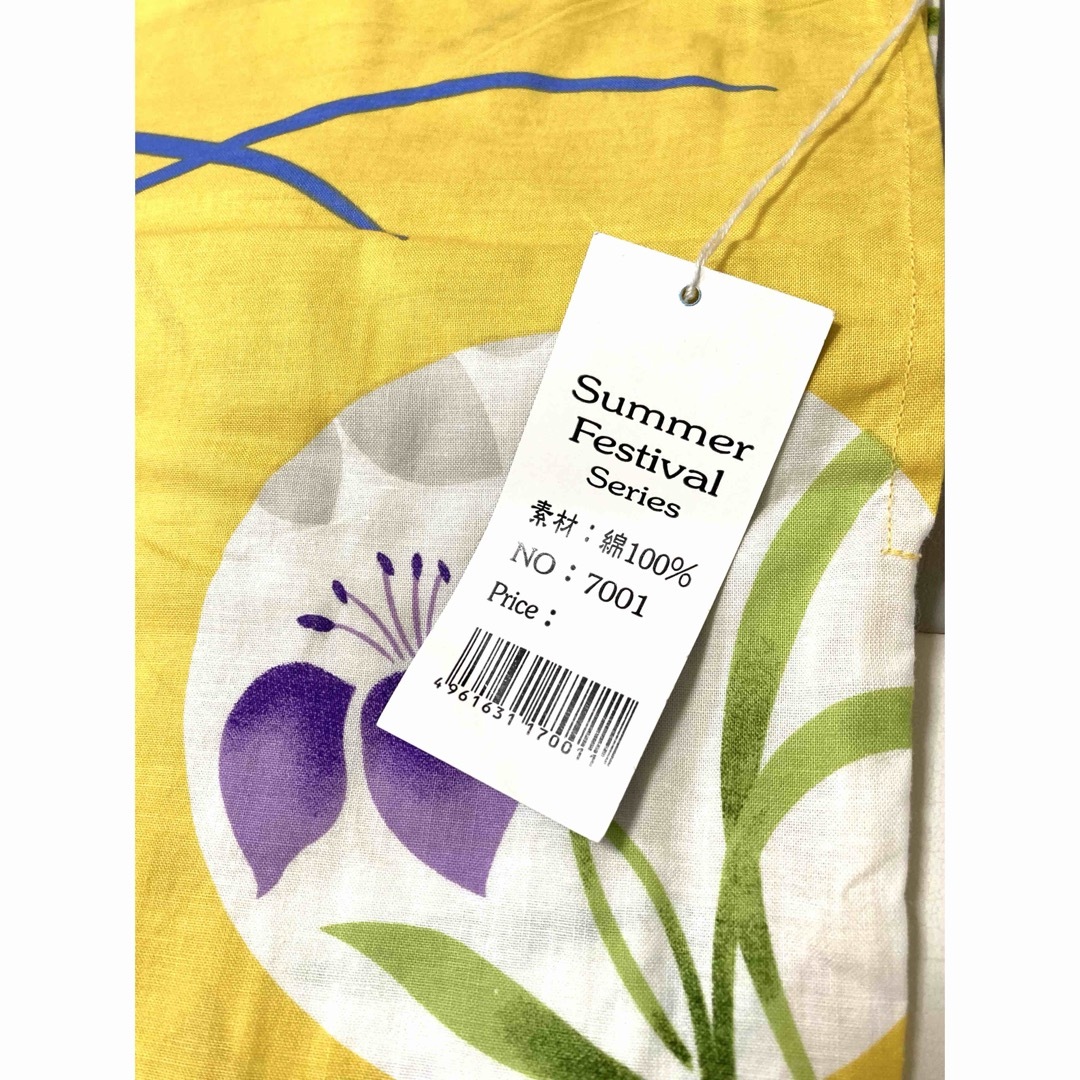 Summer
Festival
Series
素材：綿100%
NO：7001
Price：
4961631170011